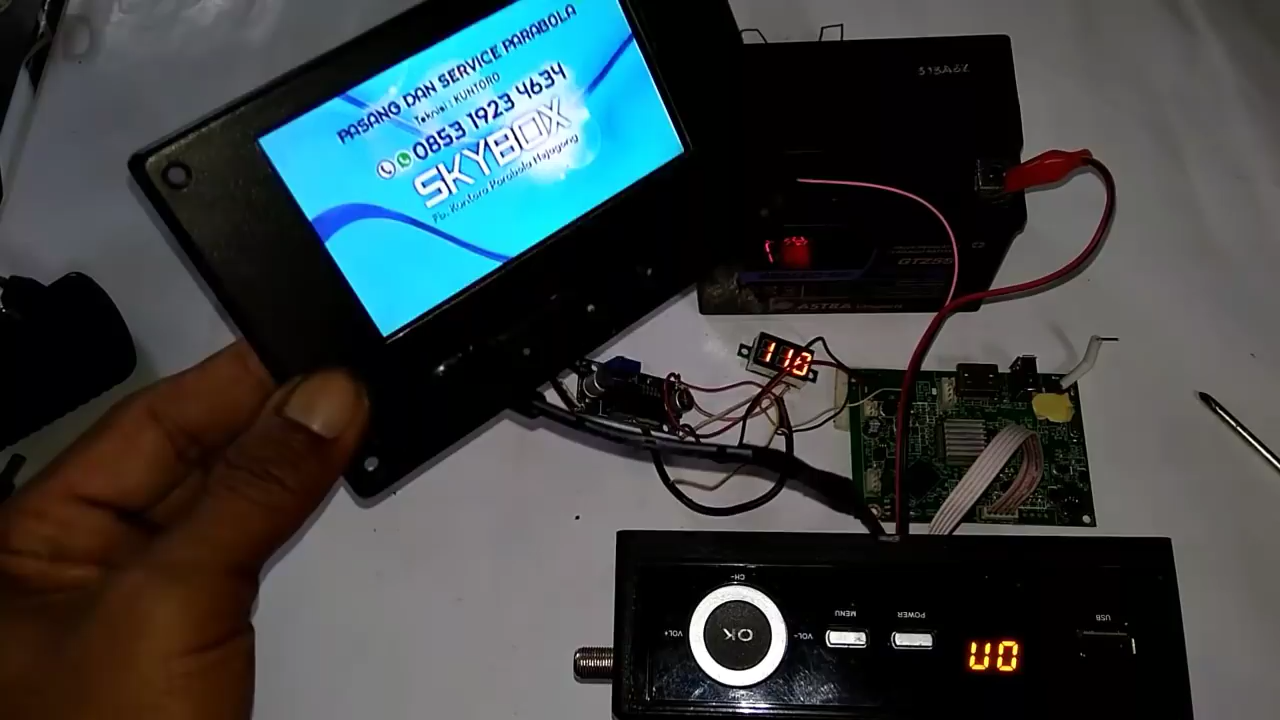 PASANG DAN SERVICE PARABOLA
Teknisi : KUNTORO
0853 1923 4634
SKYBOX
Fb. Kuntoro Parabola Hajagong
GTZ5S
ASTRA
110
CH-
VOL+
OK
VOL-
MENU
POWER
USB
U0